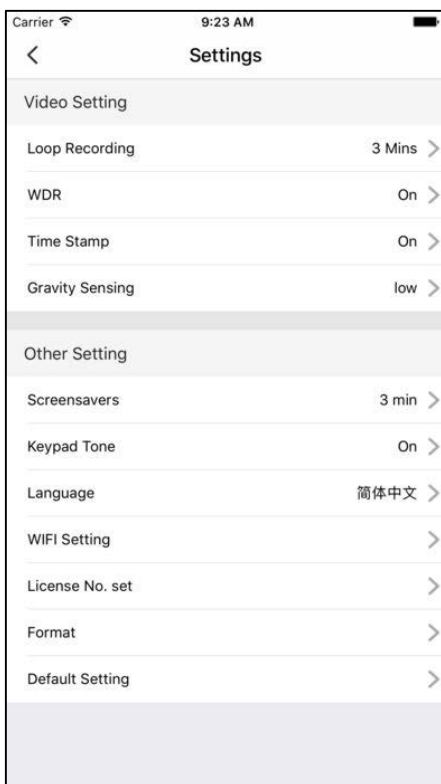 Carrier 9:23 AM
Settings
Video Setting
Loop Recording 3 Mins
WDR On
Time Stamp On
Gravity Sensing low
Other Setting
Screensavers 3 min
Keypad Tone On
Language 简体中文
WIFI Setting
License No. set
Format
Default Setting